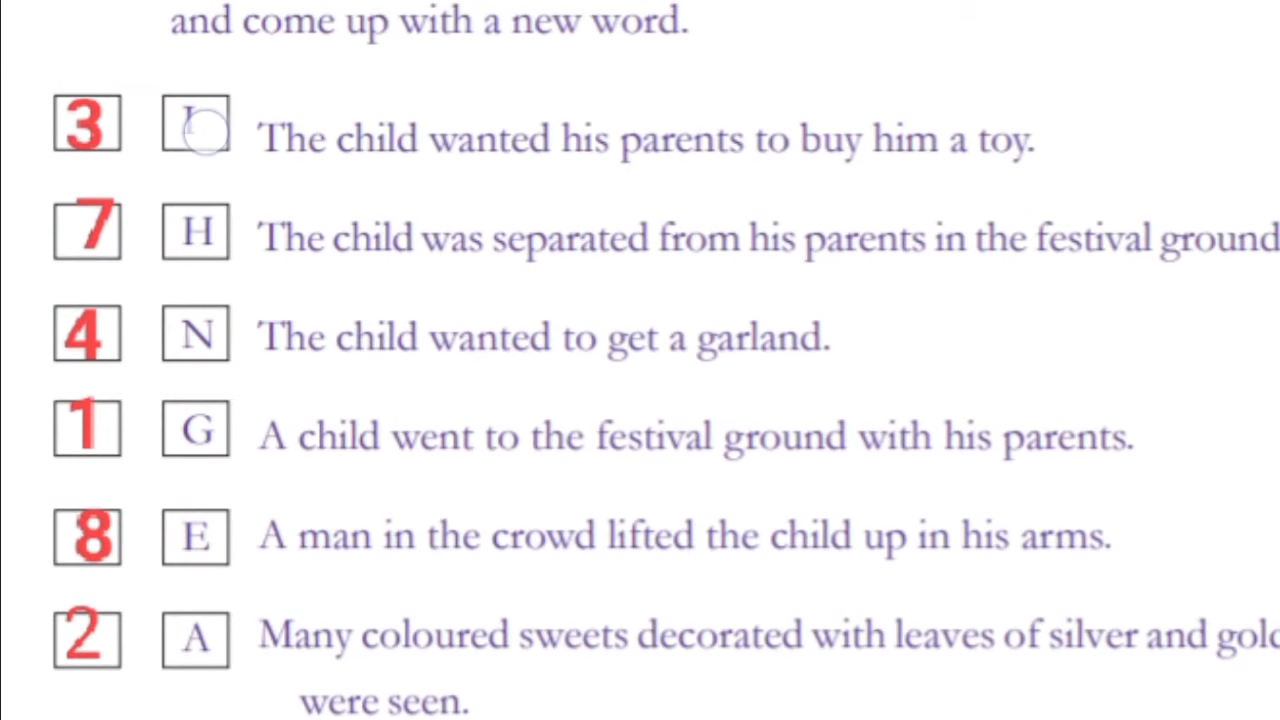 and come up with a new word.
3 I The child wanted his parents to buy him a toy.
7 H The child was separated from his parents in the festival ground
4 N The child wanted to get a garland.
1 G A child went to the festival ground with his parents.
8 E A man in the crowd lifted the child up in his arms.
2 A Many coloured sweets decorated with leaves of silver and gold
were seen.